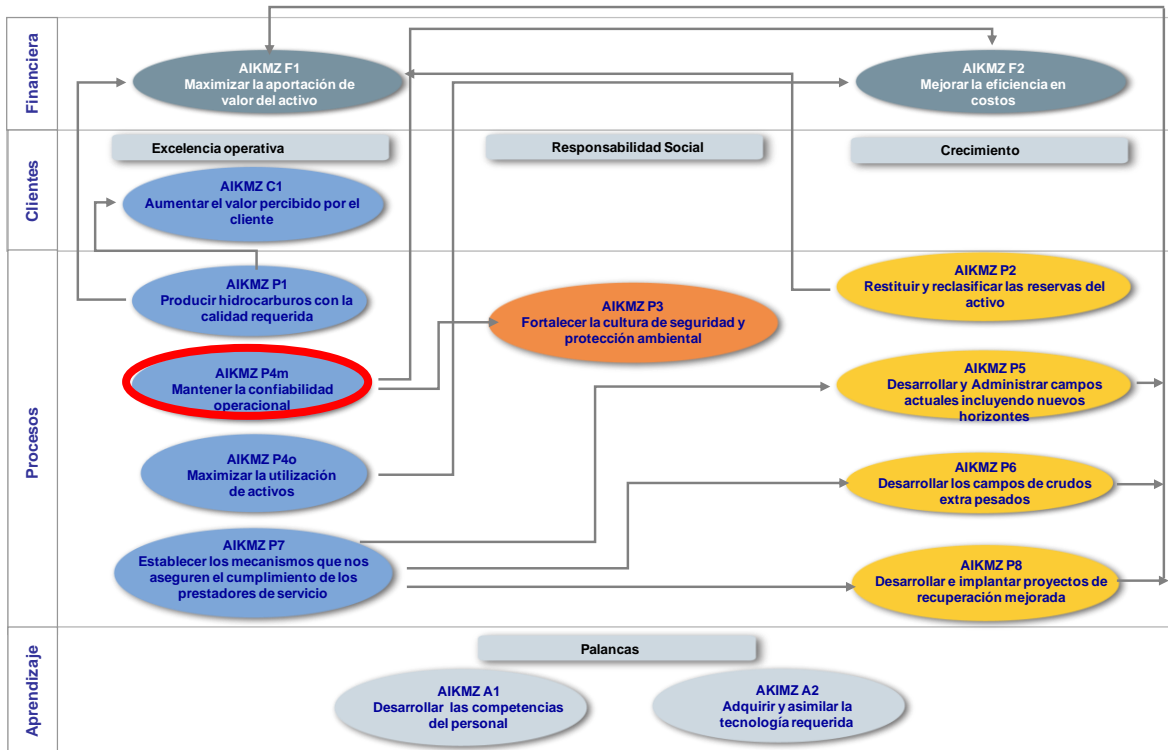 Financiera
AIKMZ F1
Maximizar la aportación de
valor del activo
AIKMZ F2
Mejorar la eficiencia en
costos
Clientes
Excelencia operativa
Responsabilidad Social
Crecimiento
AIKMZ C1
Aumentar el valor percibido por el
cliente
Procesos
AIKMZ P1
Producir hidrocarburos con la
calidad requerida
AIKMZ P2
Restituir y reclasificar las reservas del
activo
AIKMZ P3
Fortalecer la cultura de seguridad y
protección ambiental
AIKMZ P4m
Mantener la confiabilidad
operacional
AIKMZ P5
Desarrollar y Administrar campos
actuales incluyendo nuevos
horizontes
AIKMZ P4o
Maximizar la utilización
de activos
AIKMZ P6
Desarrollar los campos de crudos
extra pesados
AIKMZ P7
Establecer los mecanismos que nos
aseguren el cumplimiento de los
prestadores de servicio
AIKMZ P8
Desarrollar e implantar proyectos de
recuperación mejorada
Aprendizaje
Palancas
AIKMZ A1
Desarrollar las competencias
del personal
AKIMZ A2
Adquirir y asimilar la
tecnología requerida